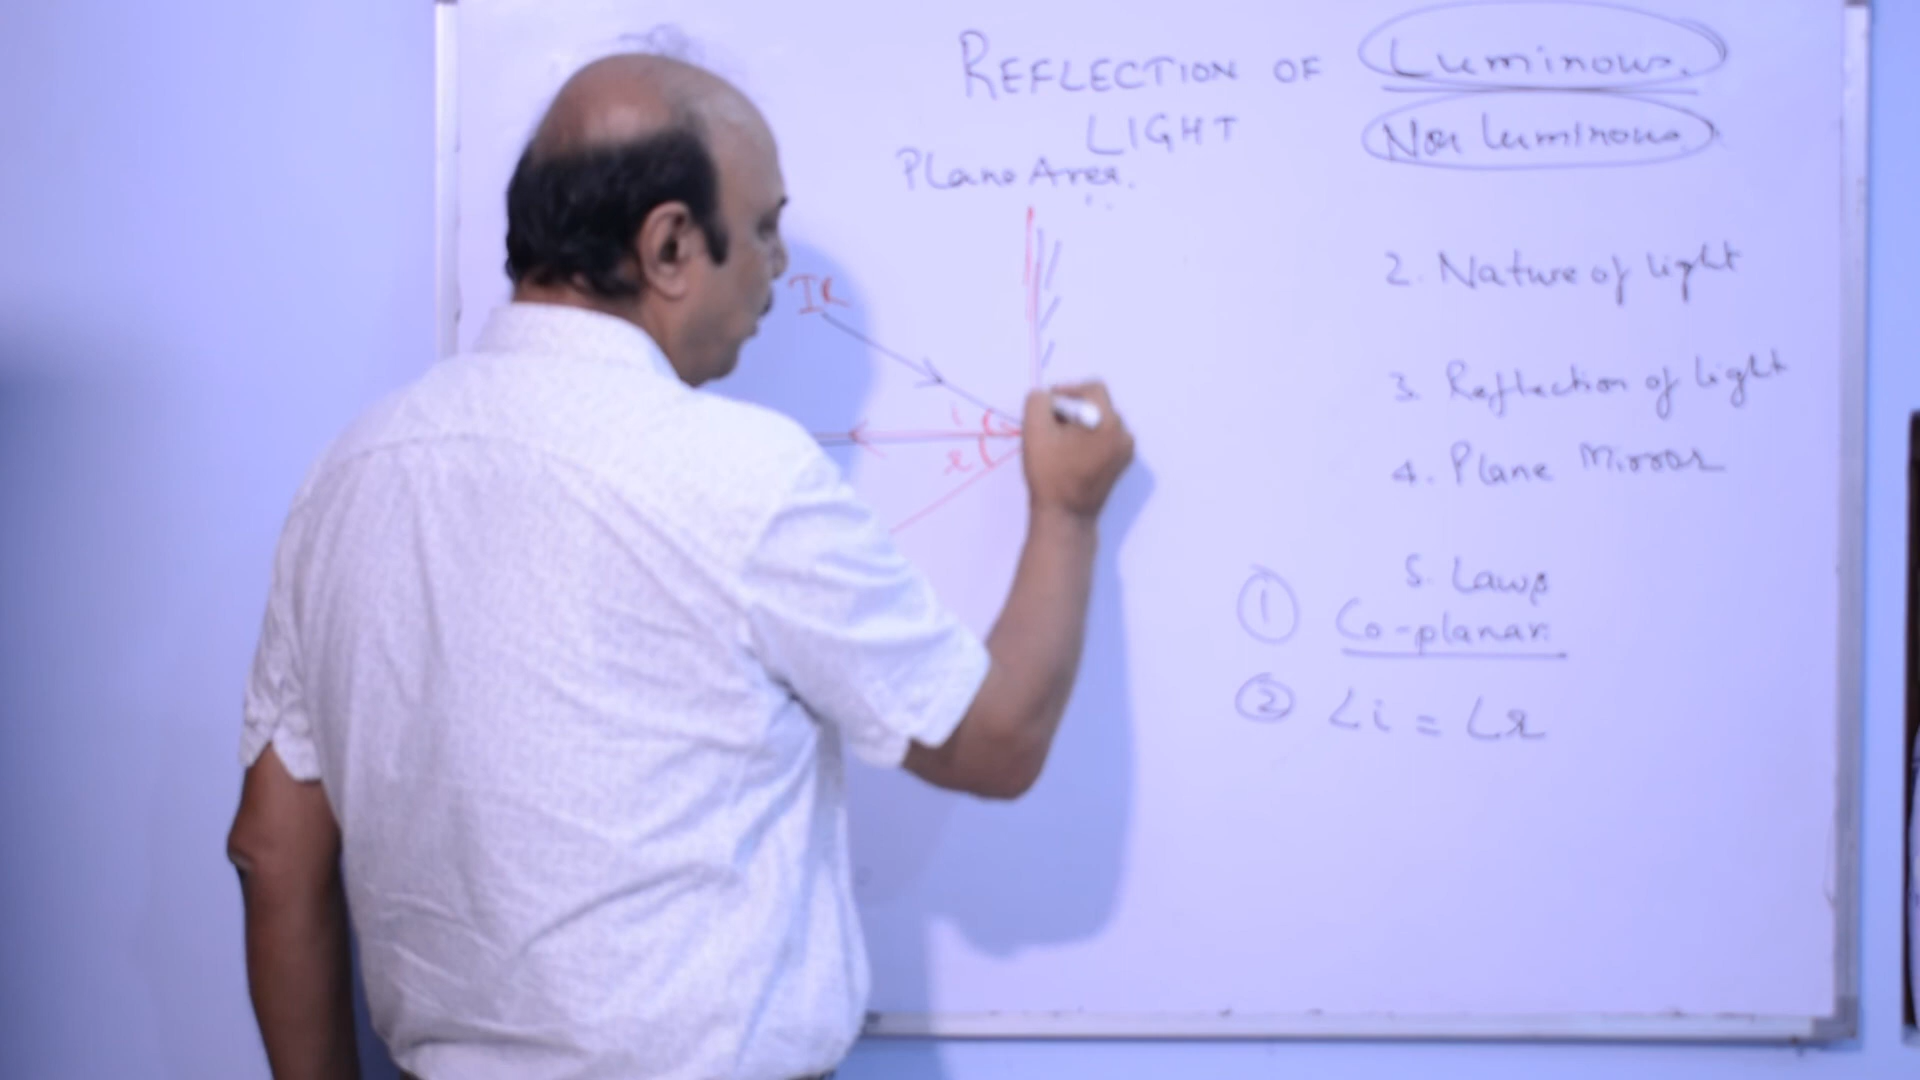 REFLECTION OF
LIGHT
Luminous.
Non luminous
Plane Area.
IR
i
r
2. Nature of light
3. Reflection of light
4. Plane Mirror
5. Laws
① Co-planar.
② ∠i = ∠r